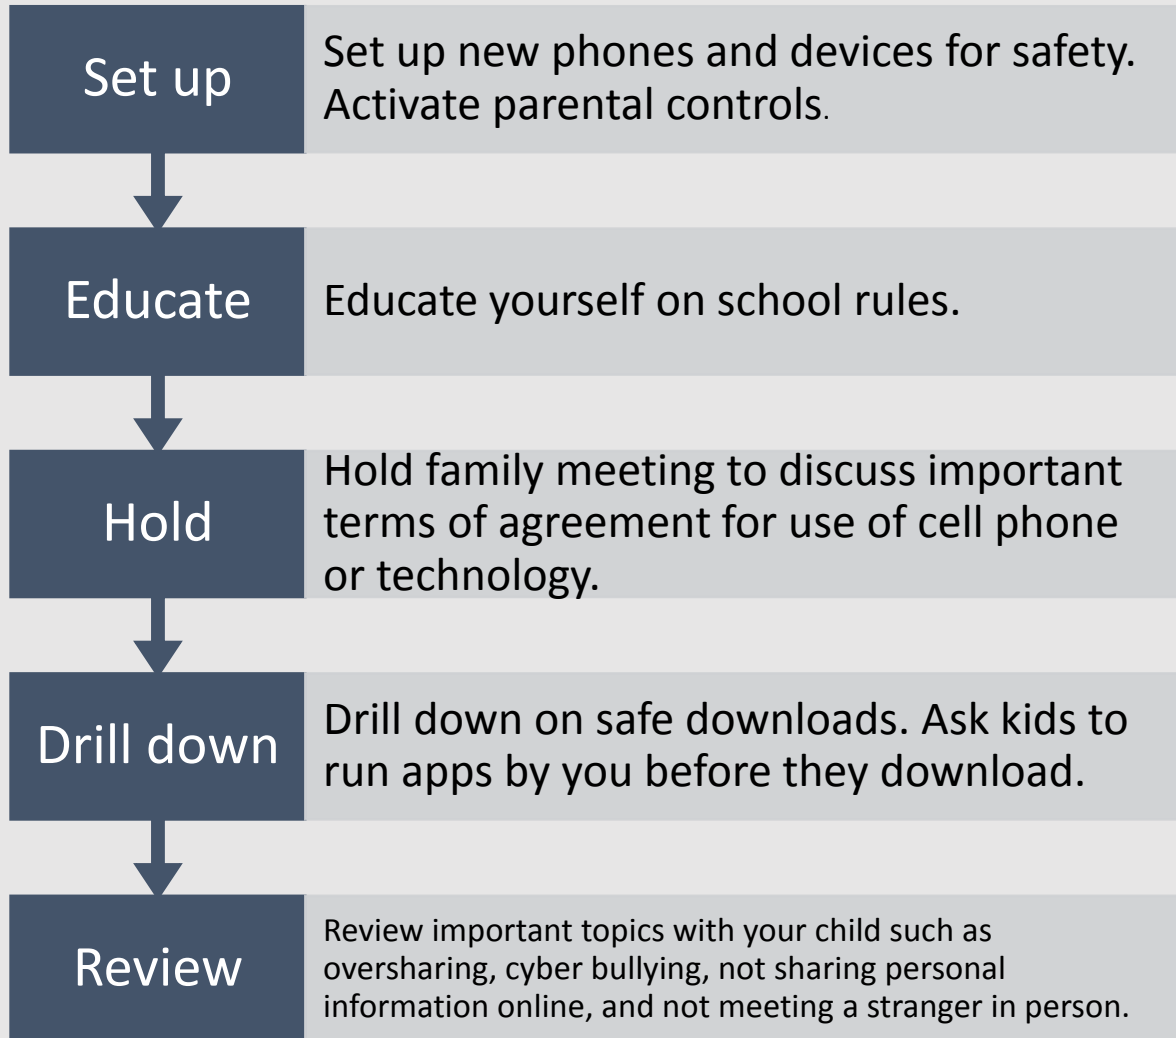 Set up
Set up new phones and devices for safety.
Activate parental controls.
Educate
Educate yourself on school rules.
Hold
Hold family meeting to discuss important
terms of agreement for use of cell phone
or technology.
Drill down
Drill down on safe downloads. Ask kids to
run apps by you before they download.
Review
Review important topics with your child such as
oversharing, cyber bullying, not sharing personal
information online, and not meeting a stranger in person.